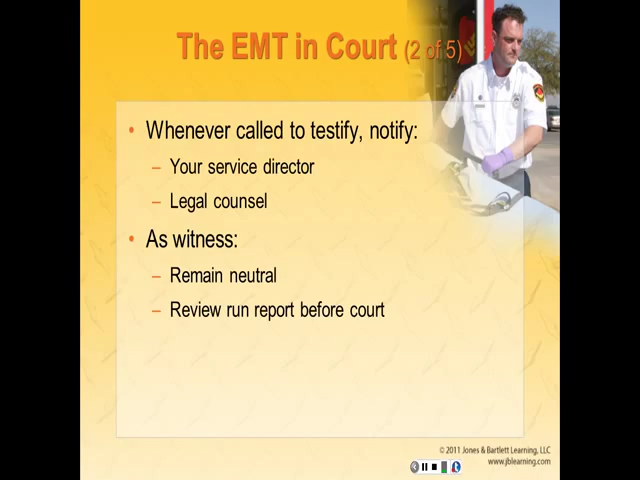 The EMT in Court (2 of 5)
• Whenever called to testify, notify:
– Your service director
– Legal counsel
• As witness:
– Remain neutral
– Review run report before court
© 2011 Jones & Bartlett Learning, LLC
www.jblearning.com